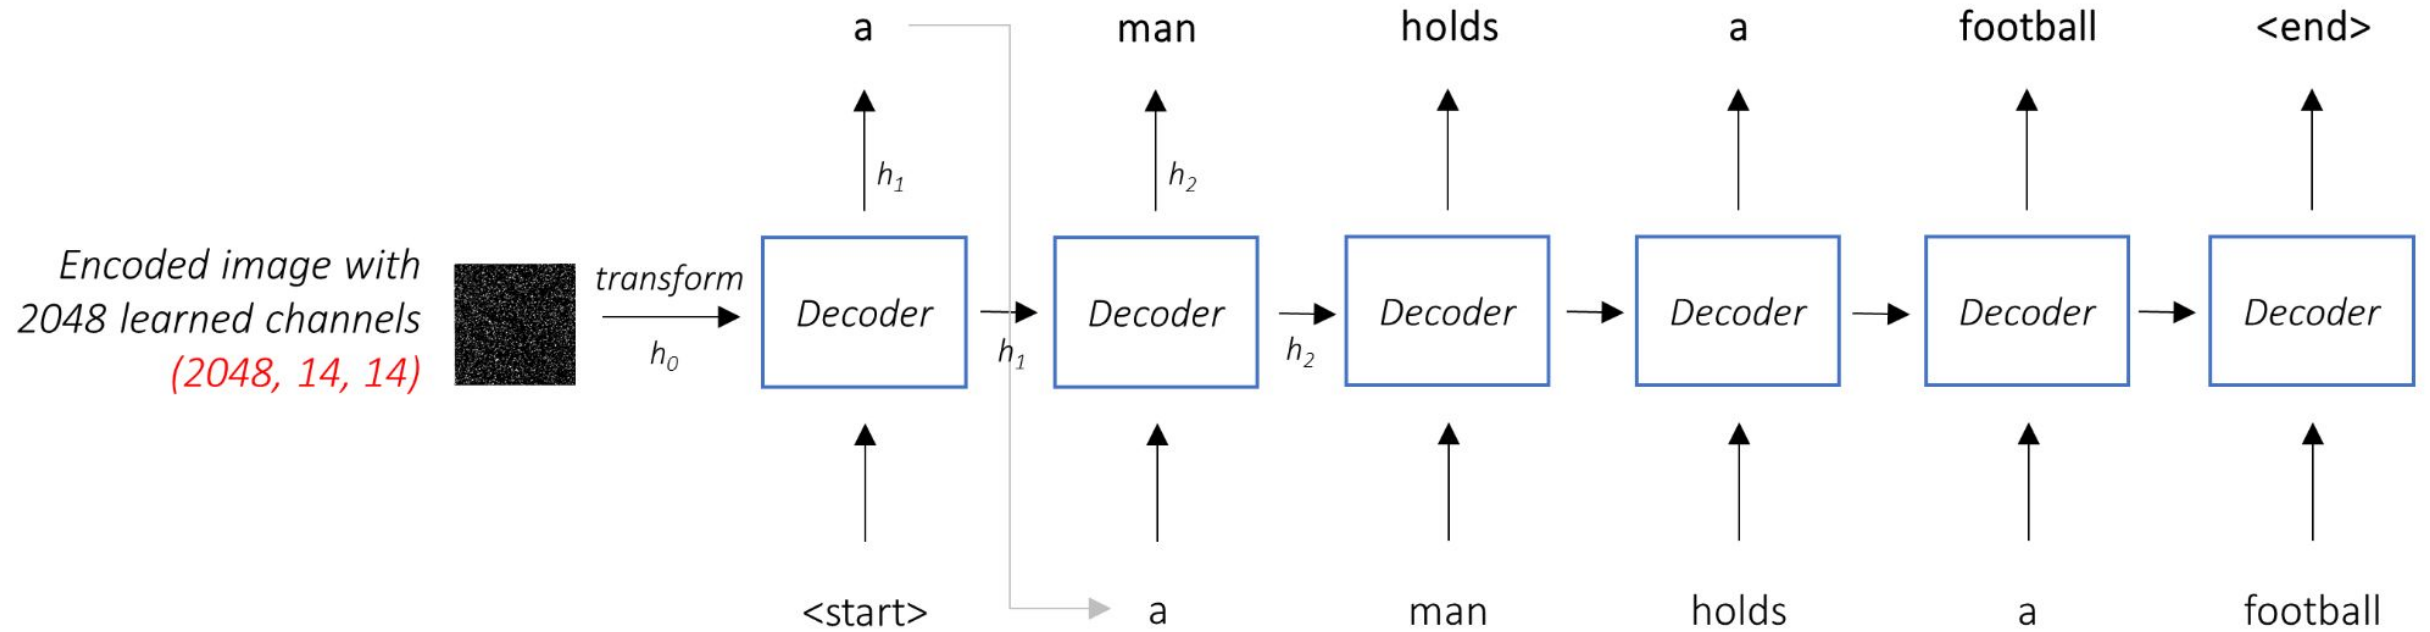 a man holds a football <end>
h1 h2
Encoded image with
2048 learned channels
(2048, 14, 14)
transform
h0
Decoder Decoder Decoder Decoder Decoder Decoder
h1 h2
<start> a man holds a football